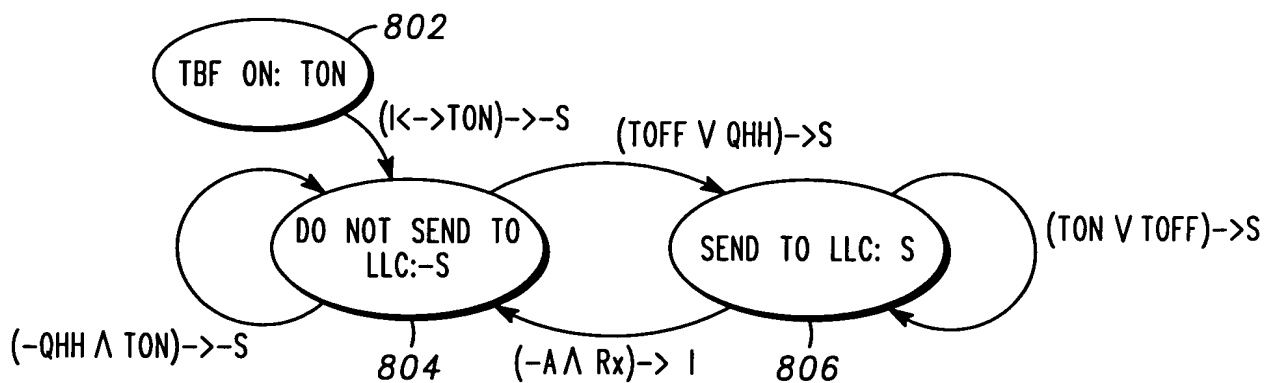 802
TBF ON: TON
(I<->TON)->-S
(TOFF V QHH)->S
DO NOT SEND TO
LLC:-S
SEND TO LLC: S
(TON V TOFF)->S
(-QHH Λ TON)->-S
804
(-A Λ Rx)-> I
806